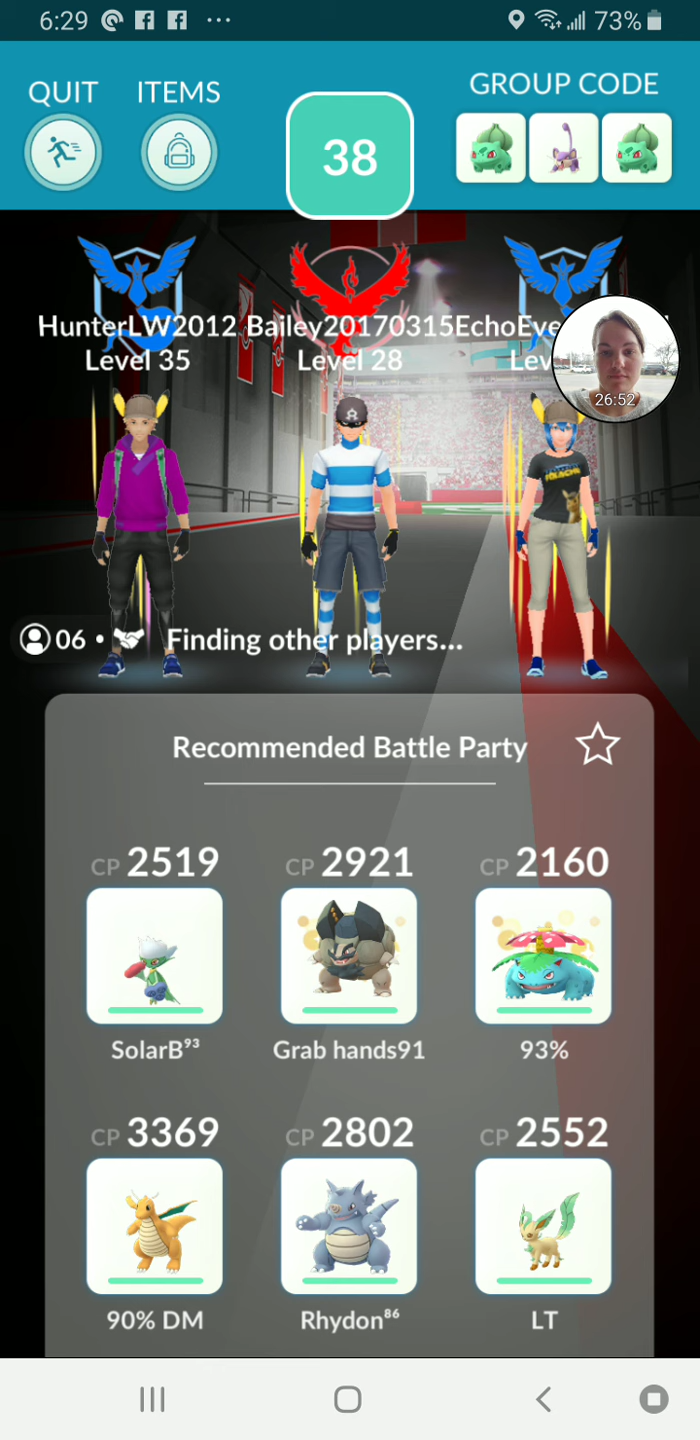 6:29 73%
QUIT ITEMS GROUP CODE
38
HunterLW2012 Bailey20170315
Level 35 Level 28
26:52
06 • Finding other players...
Recommended Battle Party
CP 2519 CP 2921 CP 2160
SolarB⁹³ Grab hands91 93%
CP 3369 CP 2802 CP 2552
90% DM Rhydon⁸⁶ LT